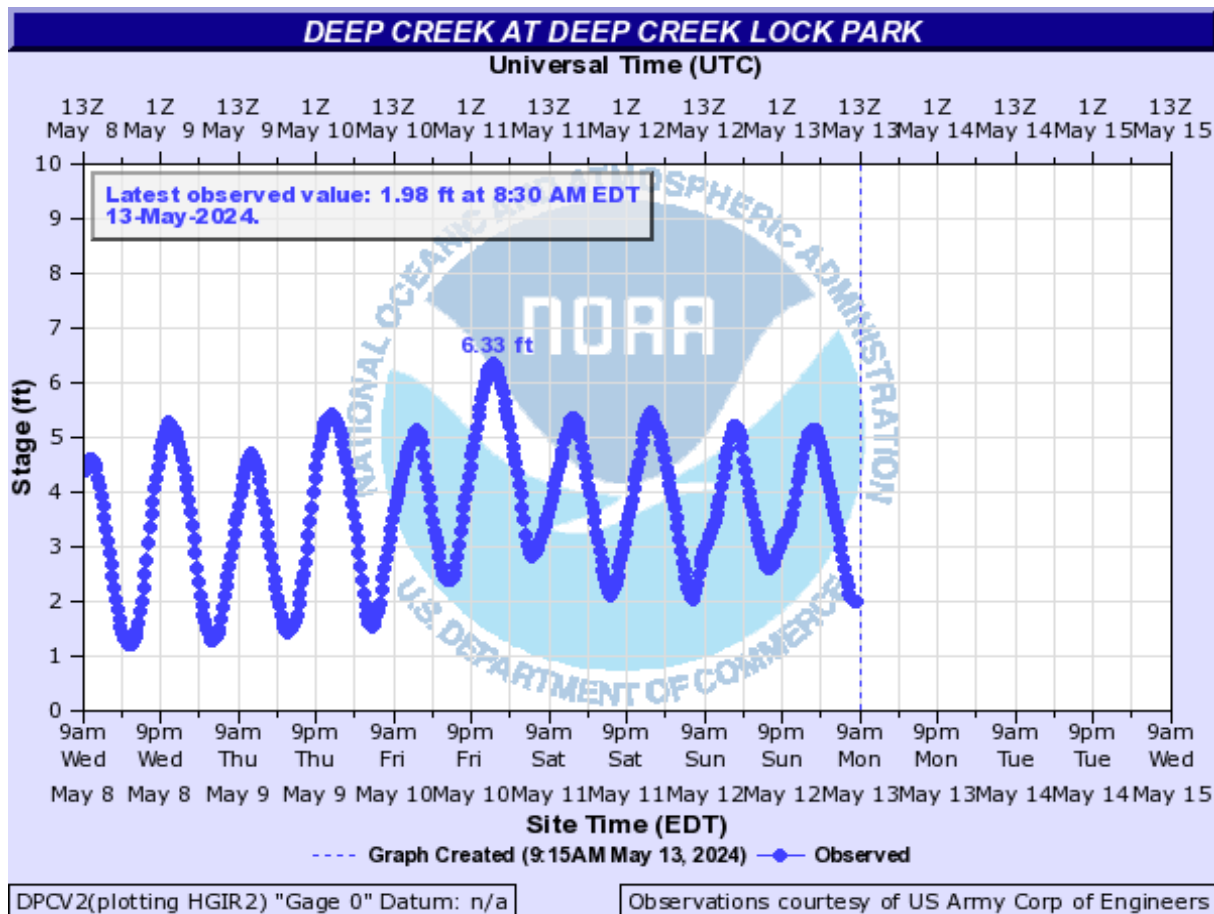 DEEP CREEK AT DEEP CREEK LOCK PARK
Universal Time (UTC)
13Z 1Z 13Z 1Z 13Z 1Z 13Z 1Z 13Z 1Z 13Z 1Z 13Z 1Z 13Z
May 8 May 9 May 9 May 10 May 10 May 11 May 11 May 12 May 12 May 13 May 13 May 14 May 14 May 15 May 15
Latest observed value: 1.98 ft at 8:30 AM EDT
13-May-2024.
NATIONAL OCEANIC AND ATMOSPHERIC ADMINISTRATION
NOAA
U.S. DEPARTMENT OF COMMERCE
6.33 ft
Stage (ft)
10
9
8
7
6
5
4
3
2
1
0
9am 9pm 9am 9pm 9am 9pm 9am 9pm 9am 9pm 9am 9pm 9am 9pm 9am
Wed Wed Thu Thu Fri Fri Sat Sat Sun Sun Mon Mon Tue Tue Wed
May 8 May 8 May 9 May 9 May 10 May 10 May 11 May 11 May 12 May 12 May 13 May 13 May 14 May 14 May 15
Site Time (EDT)
Graph Created (9:15AM May 13, 2024) Observed
DPCV2(plotting HGIR2) "Gage 0" Datum: n/a
Observations courtesy of US Army Corp of Engineers